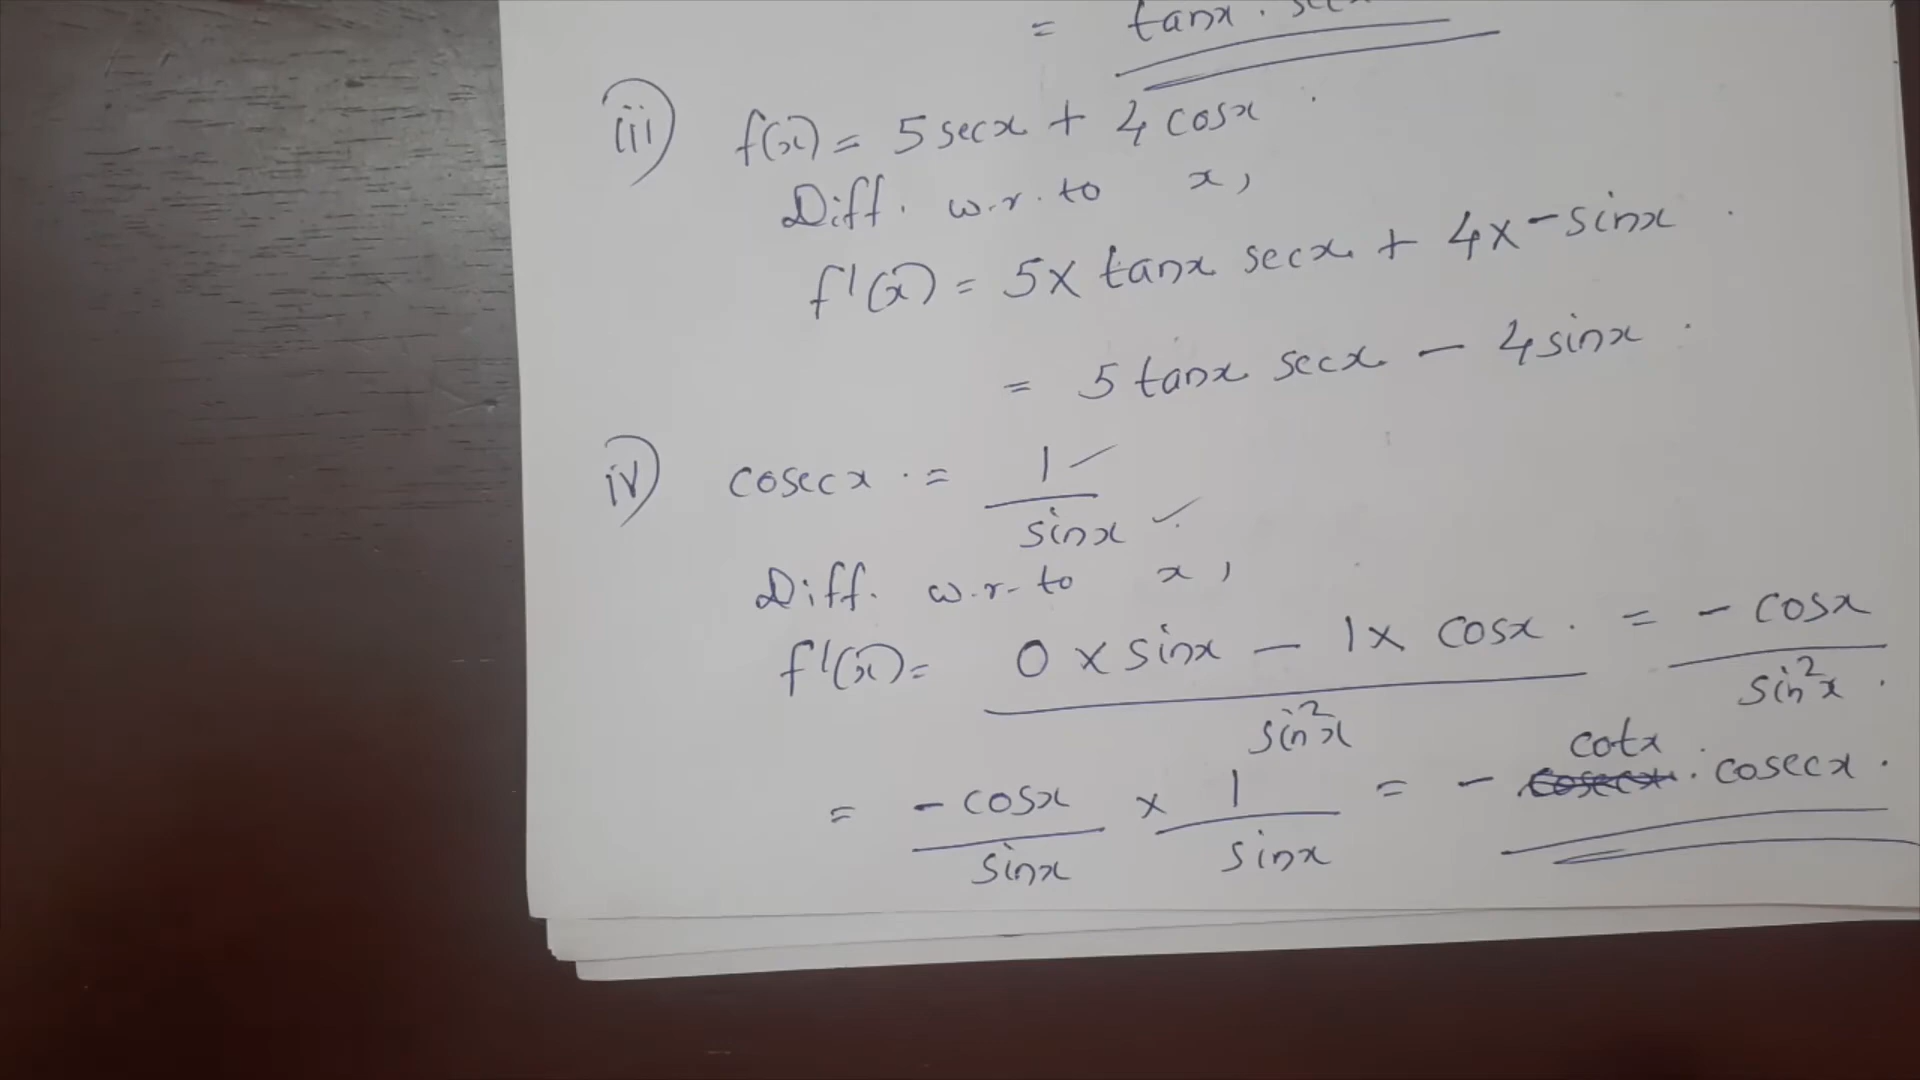 = tanx .
iii) f(x) = 5 secx + 4 cosx .
Diff. w.r.to x,
f'(x) = 5x tanx secx + 4x -sinx .
= 5 tanx secx - 4 sinx .
iv) cosecx . = 1 / sinx
Diff. w.r-to x,
f'(x) = 0 x sinx - 1x cosx . / sin²x = - cosx / sin²x .
= - cosx / sinx x 1 / sinx = - cotx . cosecx .